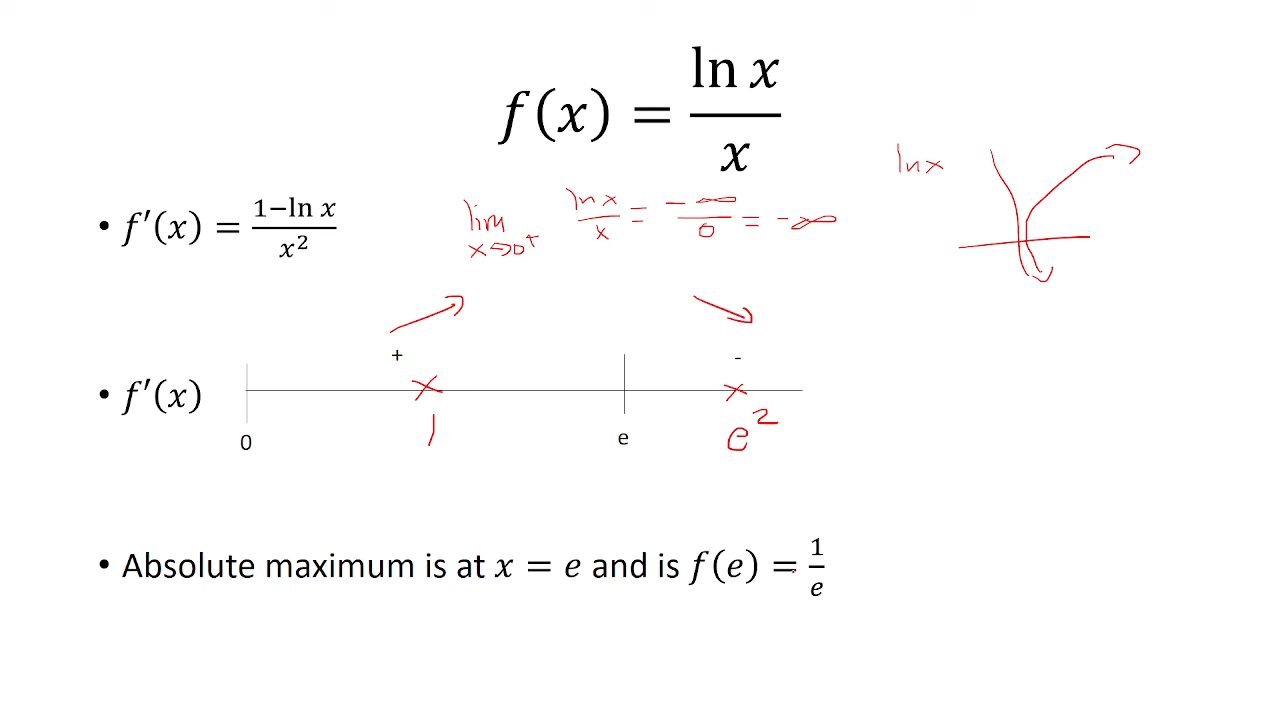 f(x) = ln x / x
ln x
• f′(x) = 1−ln x / x²
lim x→0⁺ ln x / x = −∞ / 0 = −∞
+ -
• f′(x)
0 1 e e²
• Absolute maximum is at x = e and is f(e) = 1/e